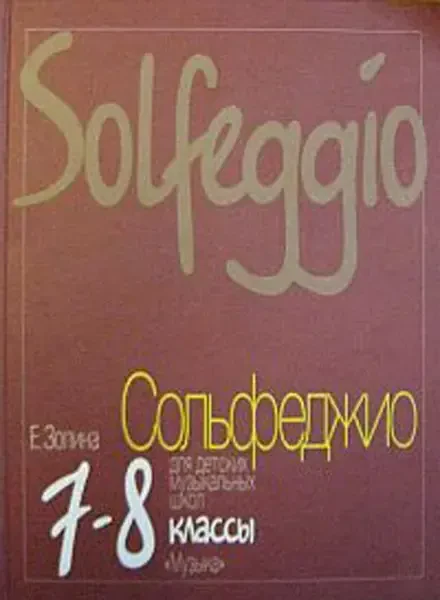 Solfeggio
Е. Золина
Сольфеджио
для детских
музыкальных
школ
7-8
классы
«Музыка»